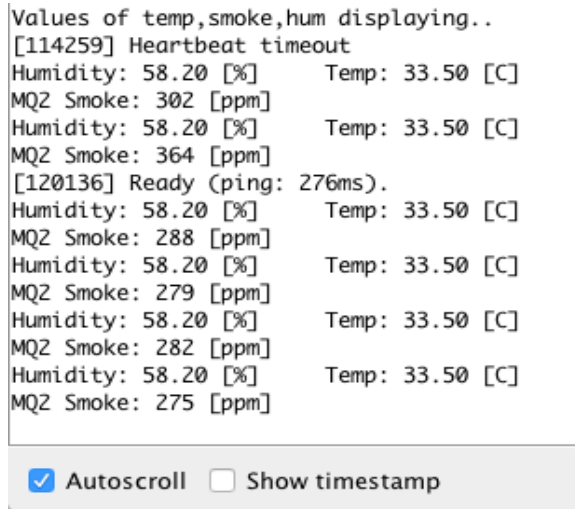 Values of temp,smoke,hum displaying..
[114259] Heartbeat timeout
Humidity: 58.20 [%] Temp: 33.50 [C]
MQ2 Smoke: 302 [ppm]
Humidity: 58.20 [%] Temp: 33.50 [C]
MQ2 Smoke: 364 [ppm]
[120136] Ready (ping: 276ms).
Humidity: 58.20 [%] Temp: 33.50 [C]
MQ2 Smoke: 288 [ppm]
Humidity: 58.20 [%] Temp: 33.50 [C]
MQ2 Smoke: 279 [ppm]
Humidity: 58.20 [%] Temp: 33.50 [C]
MQ2 Smoke: 282 [ppm]
Humidity: 58.20 [%] Temp: 33.50 [C]
MQ2 Smoke: 275 [ppm]
Autoscroll Show timestamp